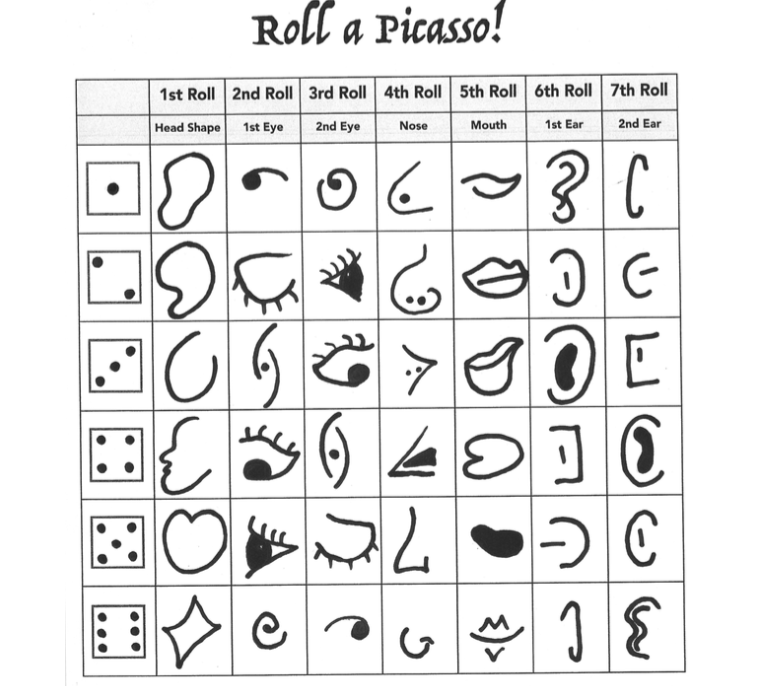 Roll a Picasso!
1st Roll 2nd Roll 3rd Roll 4th Roll 5th Roll 6th Roll 7th Roll
Head Shape 1st Eye 2nd Eye Nose Mouth 1st Ear 2nd Ear